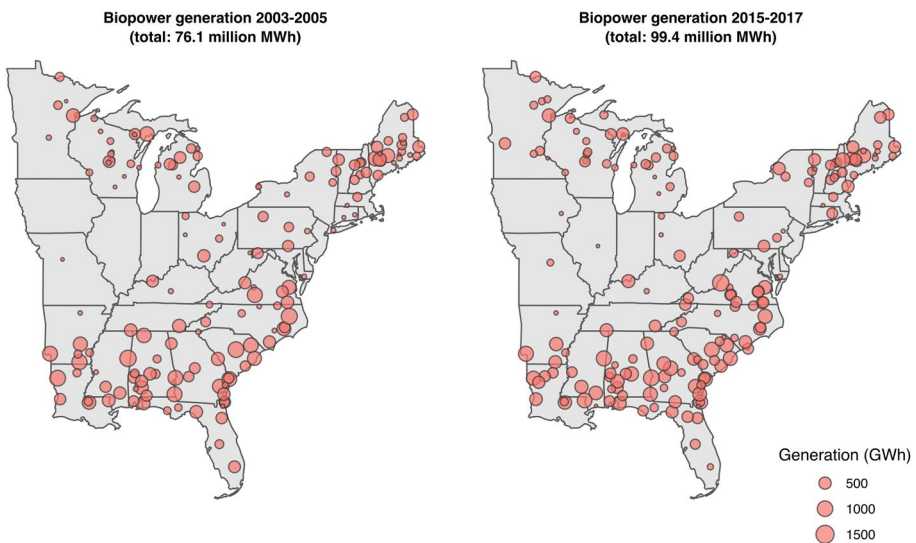 Biopower generation 2003-2005
(total: 76.1 million MWh)
Biopower generation 2015-2017
(total: 99.4 million MWh)
Generation (GWh)
500
1000
1500